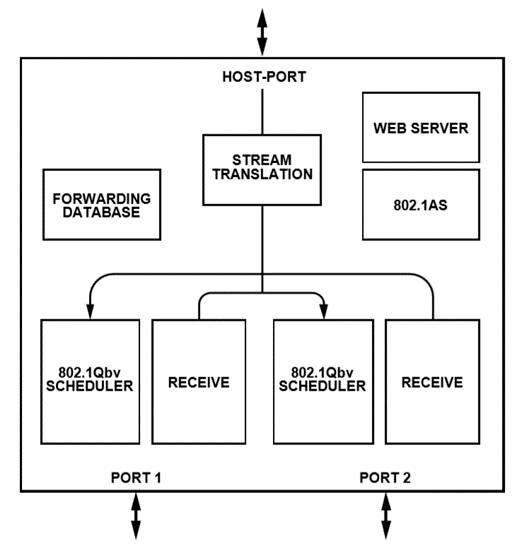 HOST-PORT
WEB SERVER
STREAM
TRANSLATION
FORWARDING
DATABASE
802.1AS
802.1Qbv
SCHEDULER
RECEIVE
802.1Qbv
SCHEDULER
RECEIVE
PORT 1
PORT 2